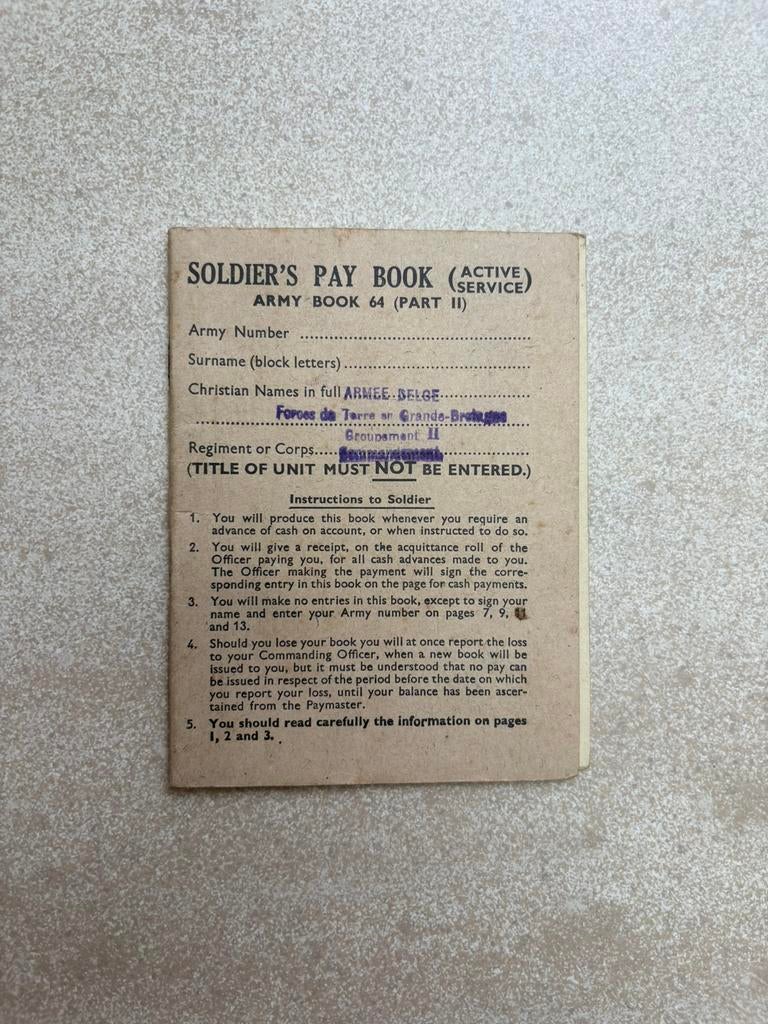 SOLDIER'S PAY BOOK (ACTIVE SERVICE)
ARMY BOOK 64 (PART II)
Army Number
Surname (block letters)
Christian Names in full ARMEE BELGE
Forces de Terre en Grande-Bretagne
Groupement II
Regiment or Corps Commandement
(TITLE OF UNIT MUST NOT BE ENTERED.)
Instructions to Soldier
1. You will produce this book whenever you require an
advance of cash on account, or when instructed to do so.
2. You will give a receipt, on the acquittance roll of the
Officer paying you, for all cash advances made to you.
The Officer making the payment will sign the corre-
sponding entry in this book on the page for cash payments.
3. You will make no entries in this book, except to sign your
name and enter your Army number on pages 7, 9, 11
and 13.
4. Should you lose your book you will at once report the loss
to your Commanding Officer, when a new book will be
issued to you, but it must be understood that no pay can
be issued in respect of the period before the date on which
you report your loss, until your balance has been ascer-
tained from the Paymaster.
5. You should read carefully the information on pages
1, 2 and 3.